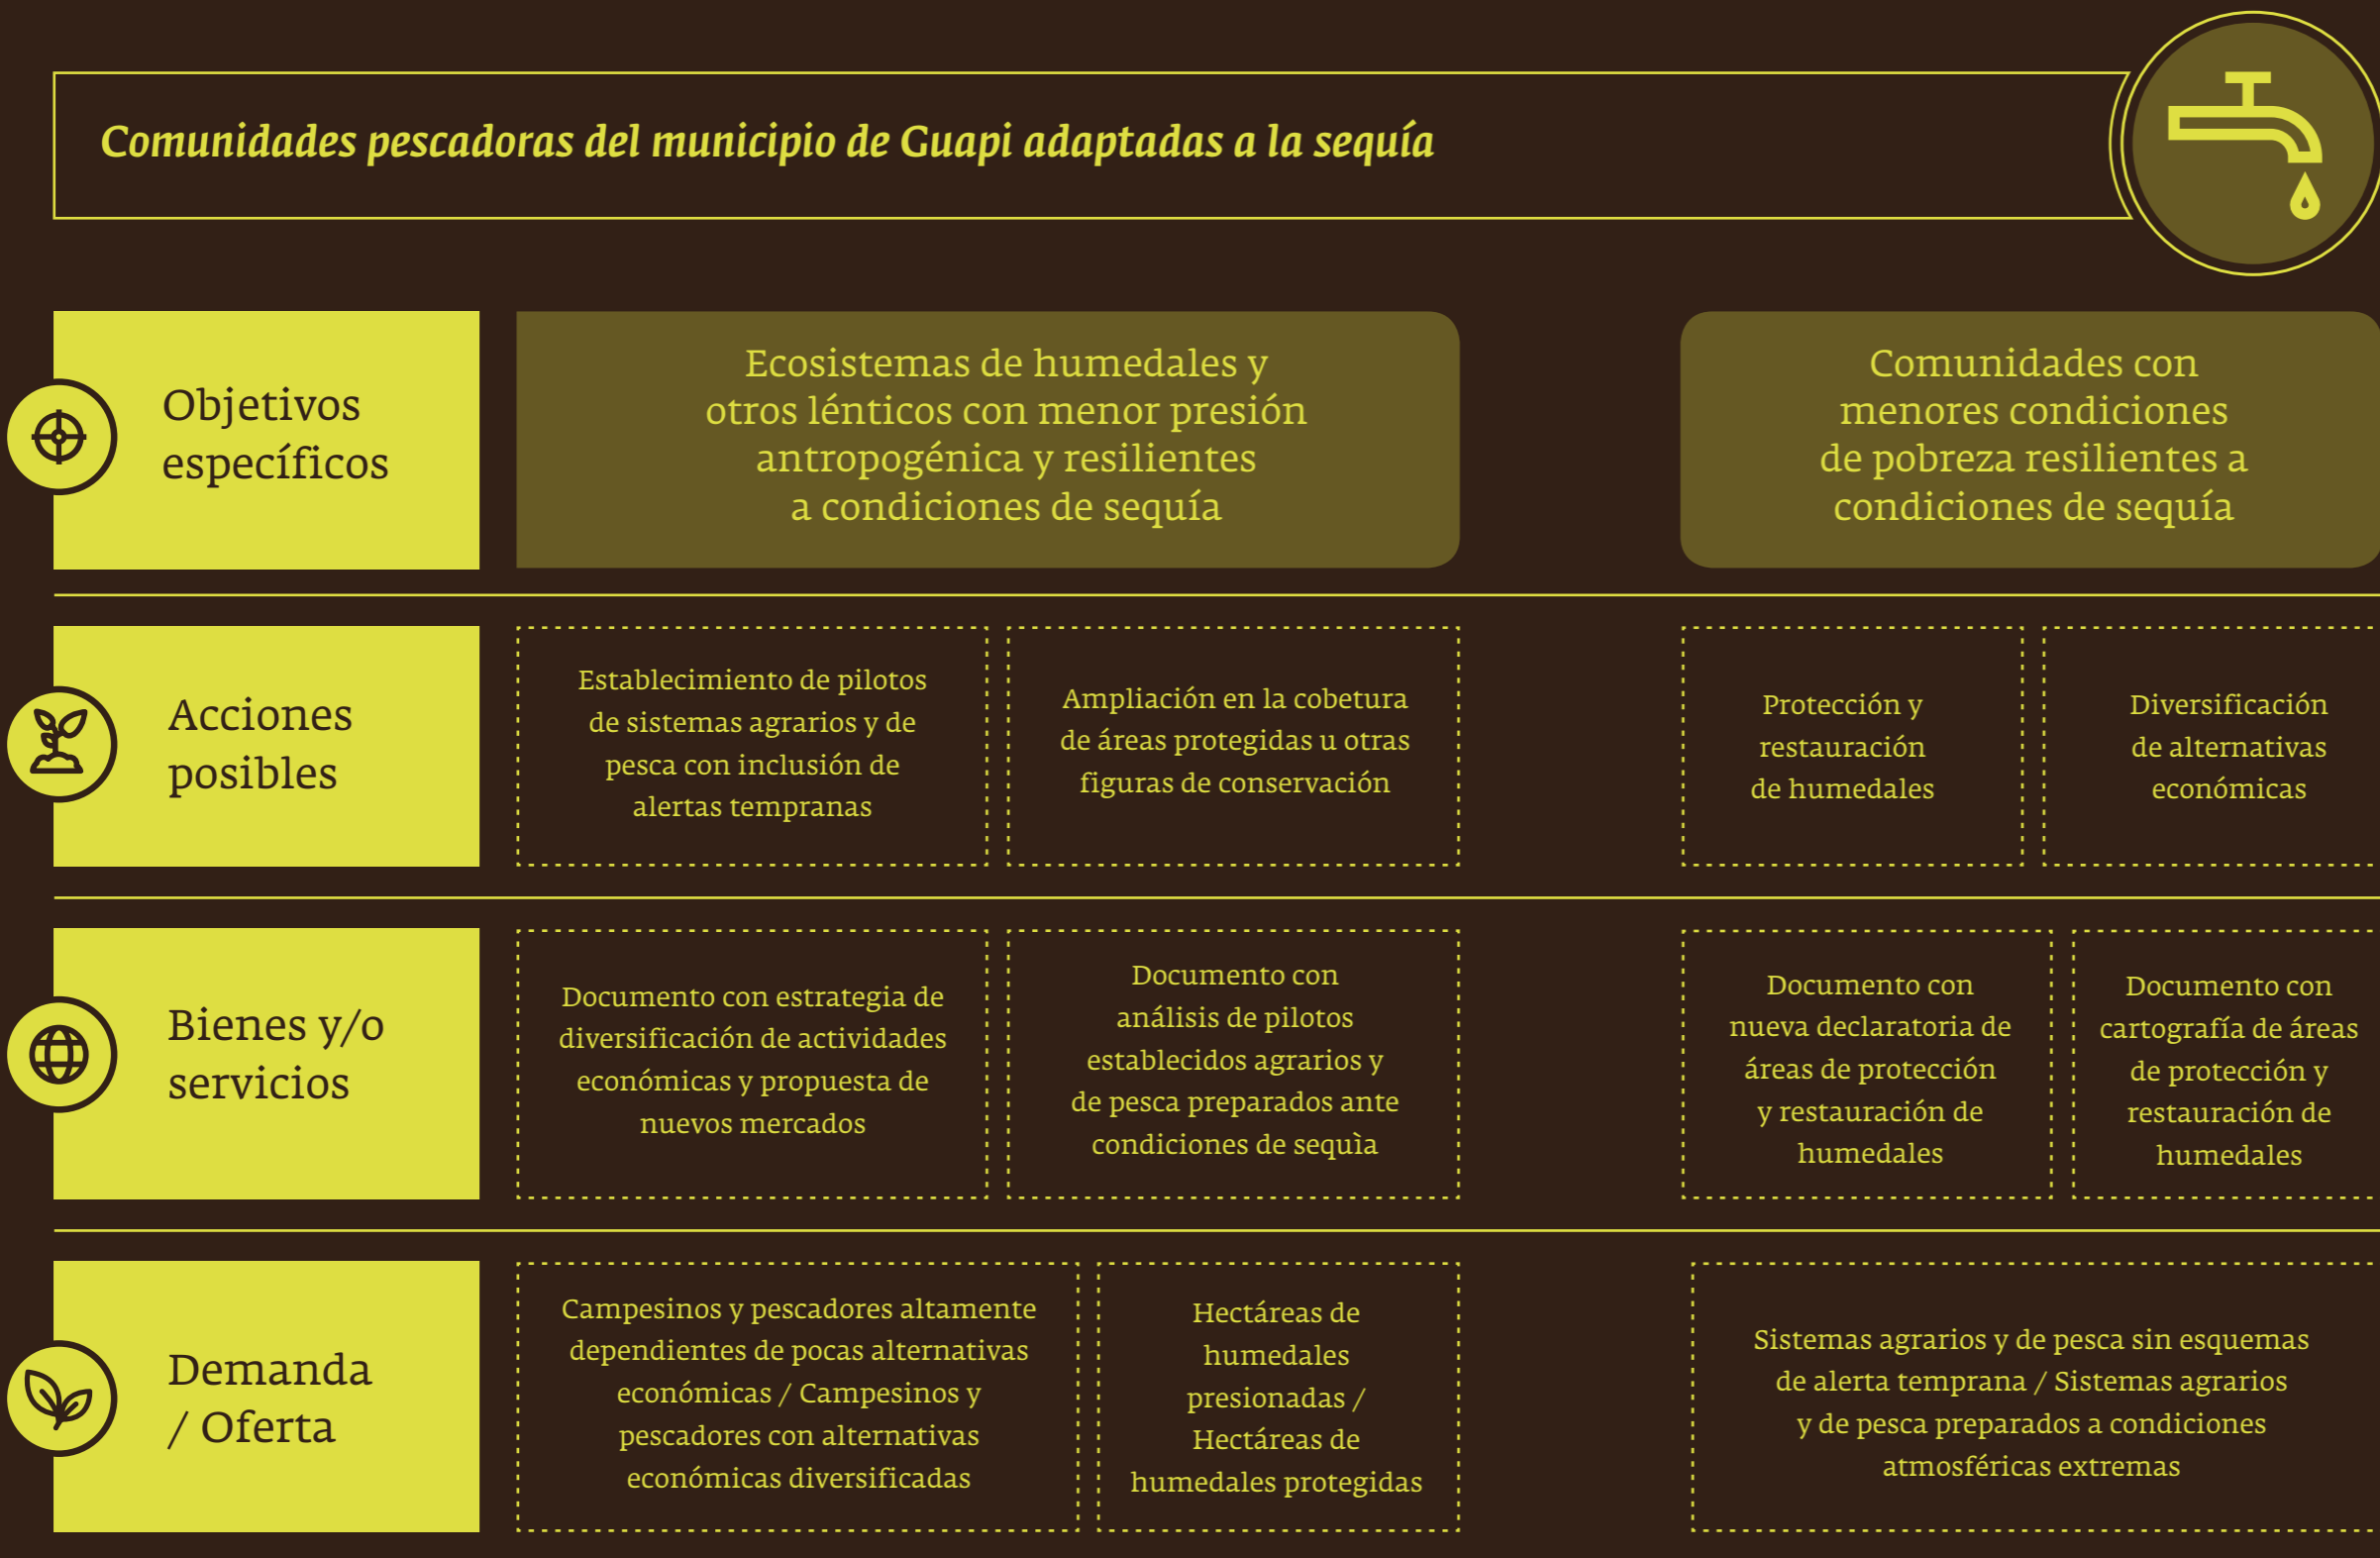 Comunidades pescadoras del municipio de Guapi adaptadas a la sequía
Objetivos
específicos
Ecosistemas de humedales y
otros lénticos con menor presión
antropogénica y resilientes
a condiciones de sequía
Comunidades con
menores condiciones
de pobreza resilientes a
condiciones de sequía
Acciones
posibles
Establecimiento de pilotos
de sistemas agrarios y de
pesca con inclusión de
alertas tempranas
Ampliación en la cobetura
de áreas protegidas u otras
figuras de conservación
Protección y
restauración
de humedales
Diversificación
de alternativas
económicas
Bienes y/o
servicios
Documento con estrategia de
diversificación de actividades
económicas y propuesta de
nuevos mercados
Documento con
análisis de pilotos
establecidos agrarios y
de pesca preparados ante
condiciones de sequìa
Documento con
nueva declaratoria de
áreas de protección
y restauración de
humedales
Documento con
cartografía de áreas
de protección y
restauración de
humedales
Demanda
/ Oferta
Campesinos y pescadores altamente
dependientes de pocas alternativas
económicas / Campesinos y
pescadores con alternativas
económicas diversificadas
Hectáreas de
humedales
presionadas /
Hectáreas de
humedales protegidas
Sistemas agrarios y de pesca sin esquemas
de alerta temprana / Sistemas agrarios
y de pesca preparados a condiciones
atmosféricas extremas